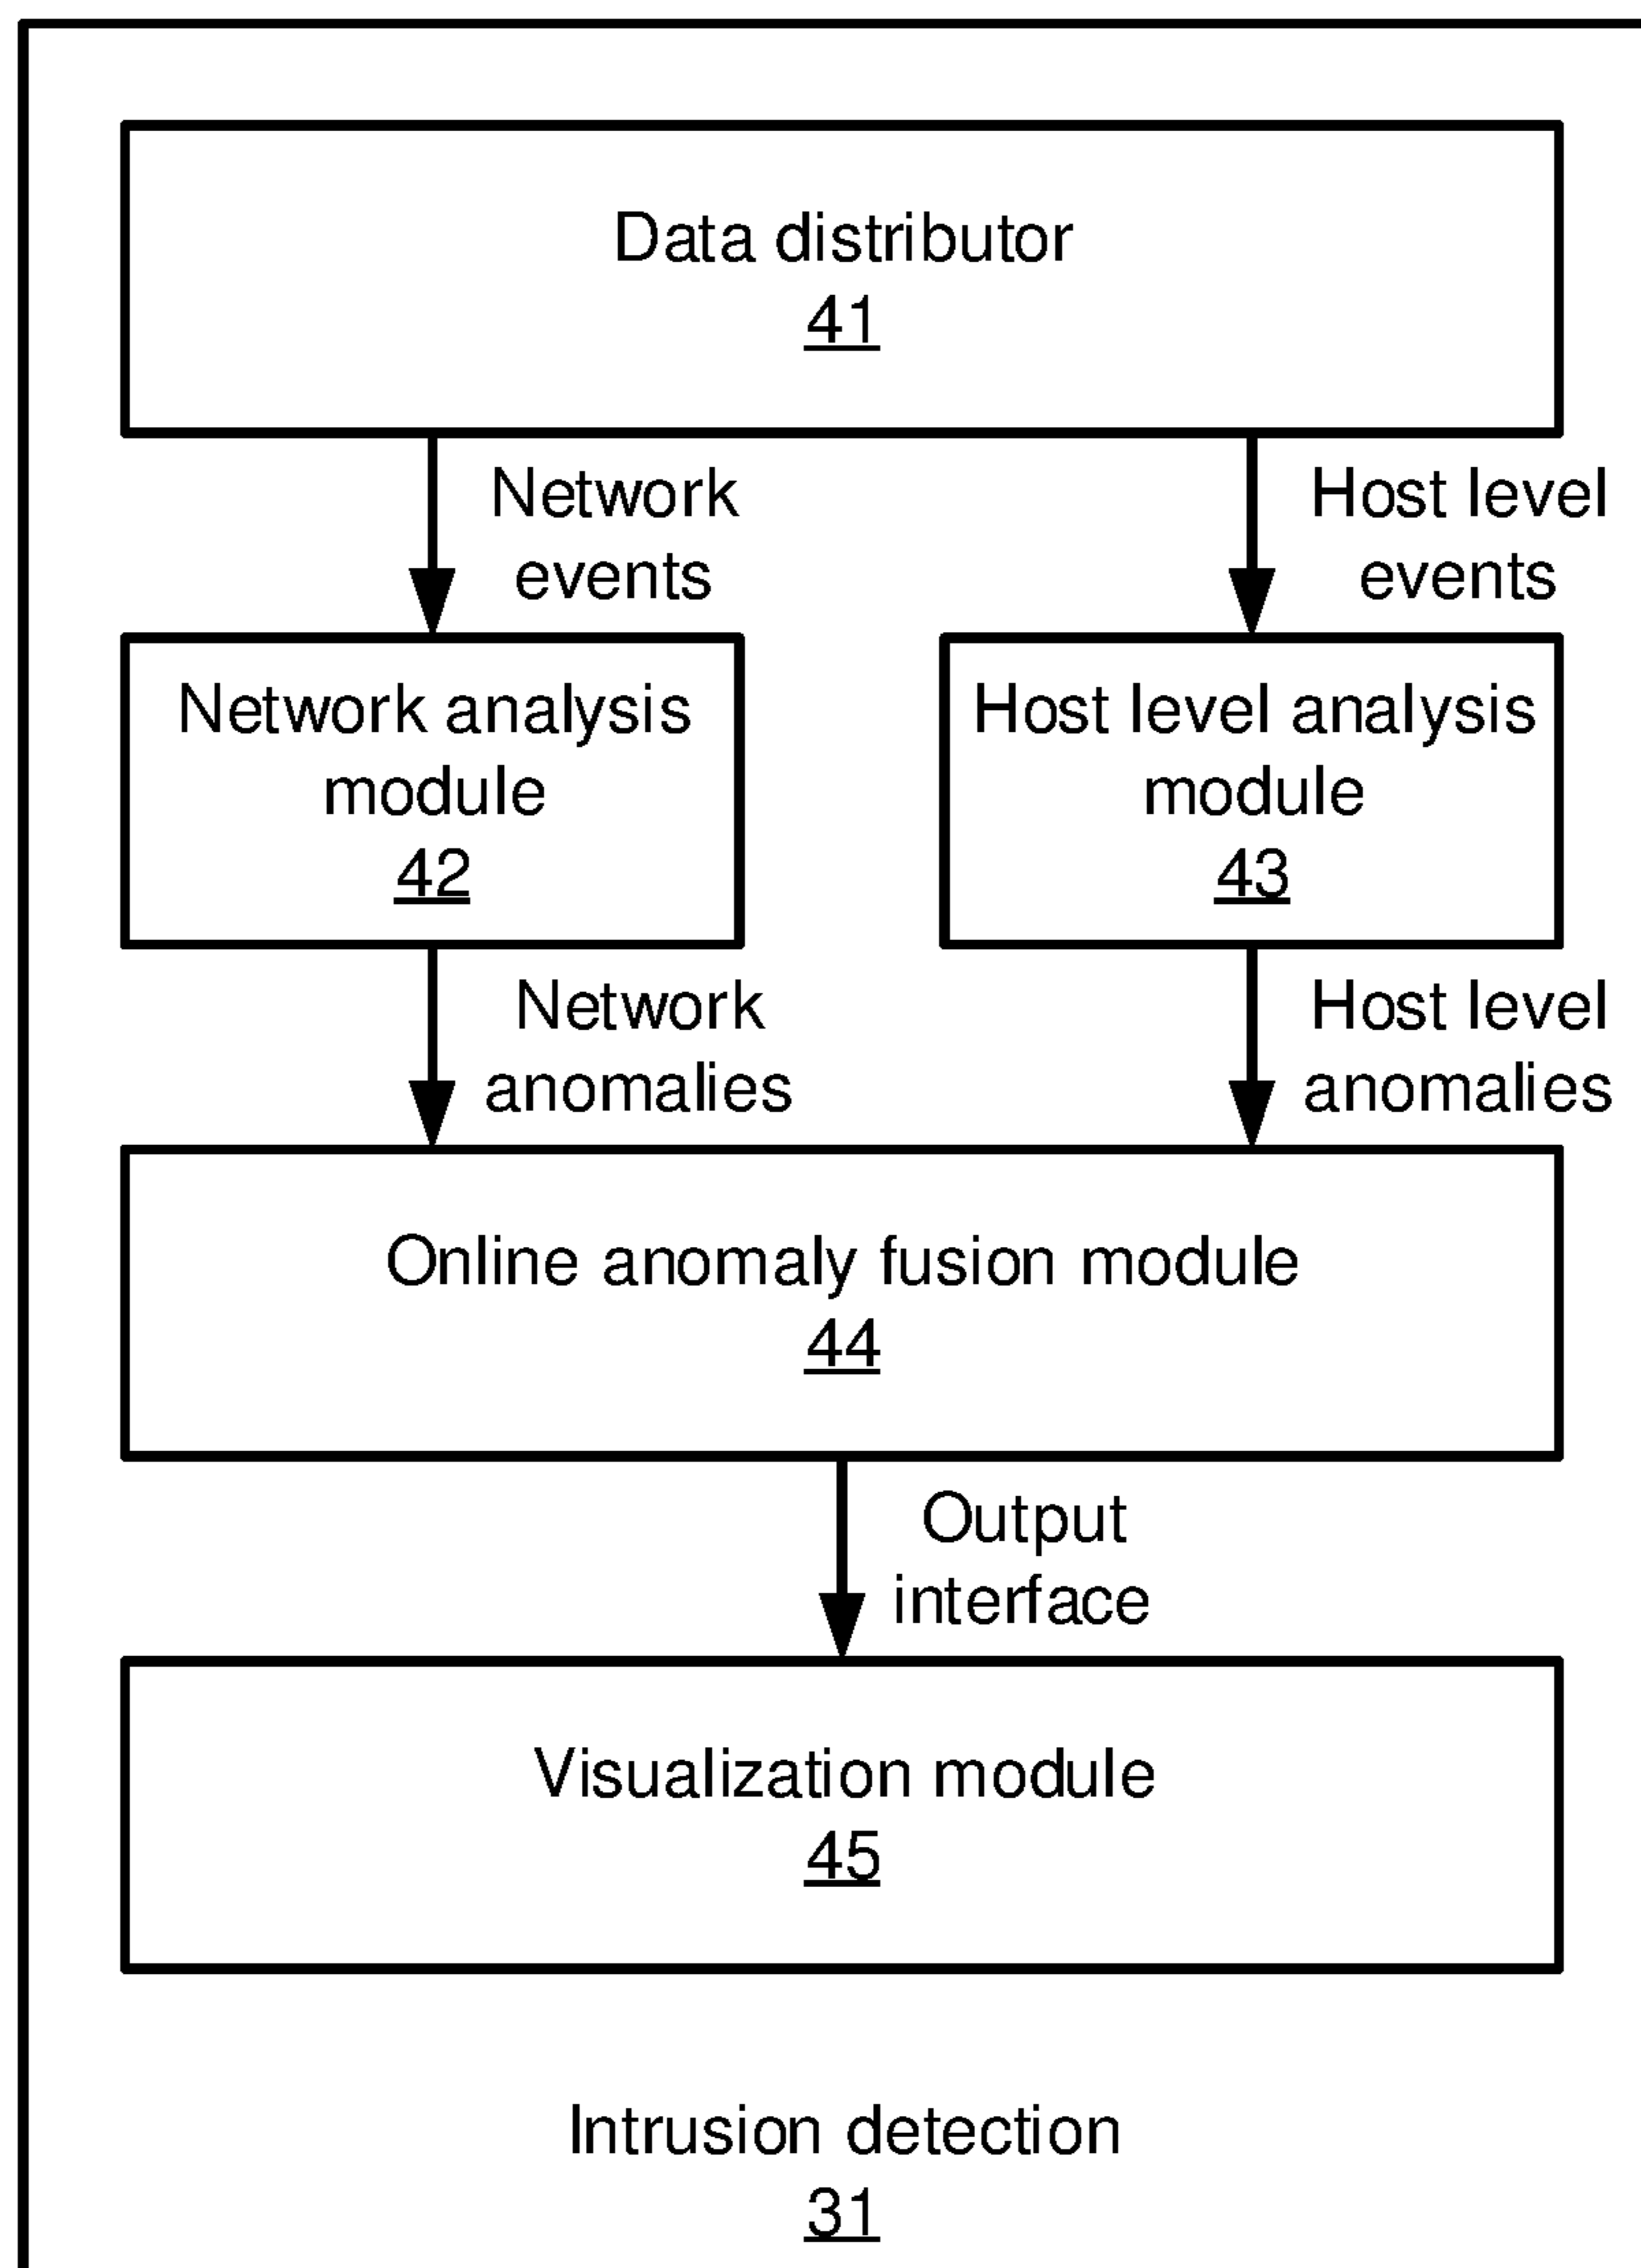 Data distributor
41
Network
events
Host level
events
Network analysis
module
42
Host level analysis
module
43
Network
anomalies
Host level
anomalies
Online anomaly fusion module
44
Output
interface
Visualization module
45
Intrusion detection
31